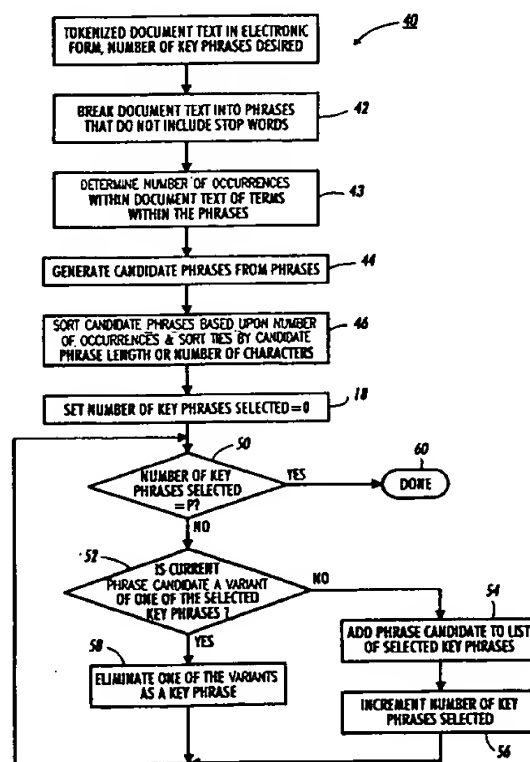 40
TOKENIZED DOCUMENT TEXT IN ELECTRONIC
FORM, NUMBER OF KEY PHRASES DESIRED
BREAK DOCUMENT TEXT INTO PHRASES
THAT DO NOT INCLUDE STOP WORDS
42
DETERMINE NUMBER OF OCCURRENCES
WITHIN DOCUMENT TEXT OF TERMS
WITHIN THE PHRASES
43
GENERATE CANDIDATE PHRASES FROM PHRASES
44
SORT CANDIDATE PHRASES BASED UPON NUMBER
OF OCCURRENCES & SORT TIES BY CANDIDATE
PHRASE LENGTH OR NUMBER OF CHARACTERS
46
SET NUMBER OF KEY PHRASES SELECTED=0
18
50
NUMBER OF KEY
PHRASES SELECTED
=P?
YES
60
DONE
NO
52
IS CURRENT
PHRASE CANDIDATE A VARIANT
OF ONE OF THE SELECTED
KEY PHRASES ?
NO
54
ADD PHRASE CANDIDATE TO LIST
OF SELECTED KEY PHRASES
YES
58
ELIMINATE ONE OF THE VARIANTS
AS A KEY PHRASE
INCREMENT NUMBER OF KEY
PHRASES SELECTED
56